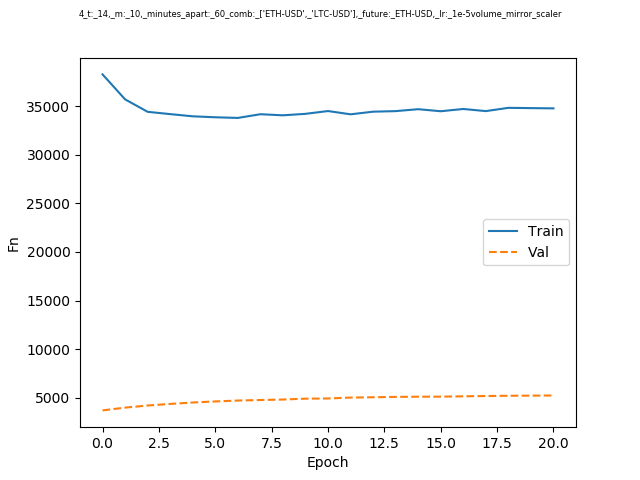 4_t:_14,_m:_10,_minutes_apart:_60_comb:_['ETH-USD',_'LTC-USD'],_future:_ETH-USD,_lr:_1e-5volume_mirror_scaler
35000
30000
25000
20000
15000
10000
5000
Fn
Train
Val
0.0 2.5 5.0 7.5 10.0 12.5 15.0 17.5 20.0
Epoch